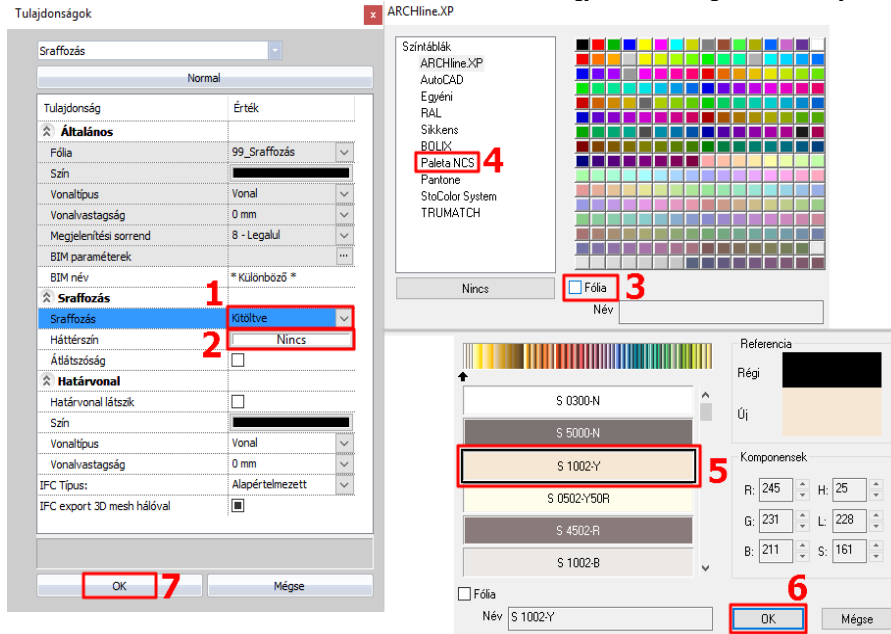 Tulajdonságok
x
Sraffozás
Normal
Tulajdonság Érték
Általános
Fólia 99_Sraffozás
Szín
Vonaltípus Vonal
Vonalvastagság 0 mm
Megjelenítési sorrend 8 - Legalul
BIM paraméterek ...
BIM név * Különböző *
1
Sraffozás
Sraffozás Kitöltve
2
Háttérszín Nincs
Átlátszóság
Határvonal
Határvonal látszik
Szín
Vonaltípus Vonal
Vonalvastagság 0 mm
IFC Típus: Alapértelmezett
IFC export 3D mesh hálóval
OK 7 Mégse
ARCHline.XP
Színtáblák
ARCHline.XP
AutoCAD
Egyéni
RAL
Sikkens
BOLIX
Paleta NCS 4
Pantone
StoColor System
TRUMATCH
Nincs
Fólia 3
Név
S 0300-N
S 5000-N
S 1002-Y 5
S 0502-Y50R
S 4502-R
S 1002-B
Fólia
Név S 1002-Y
Referencia
Régi
Új
Komponensek
R: 245 H: 25
G: 231 L: 228
B: 211 S: 161
6
OK Mégse